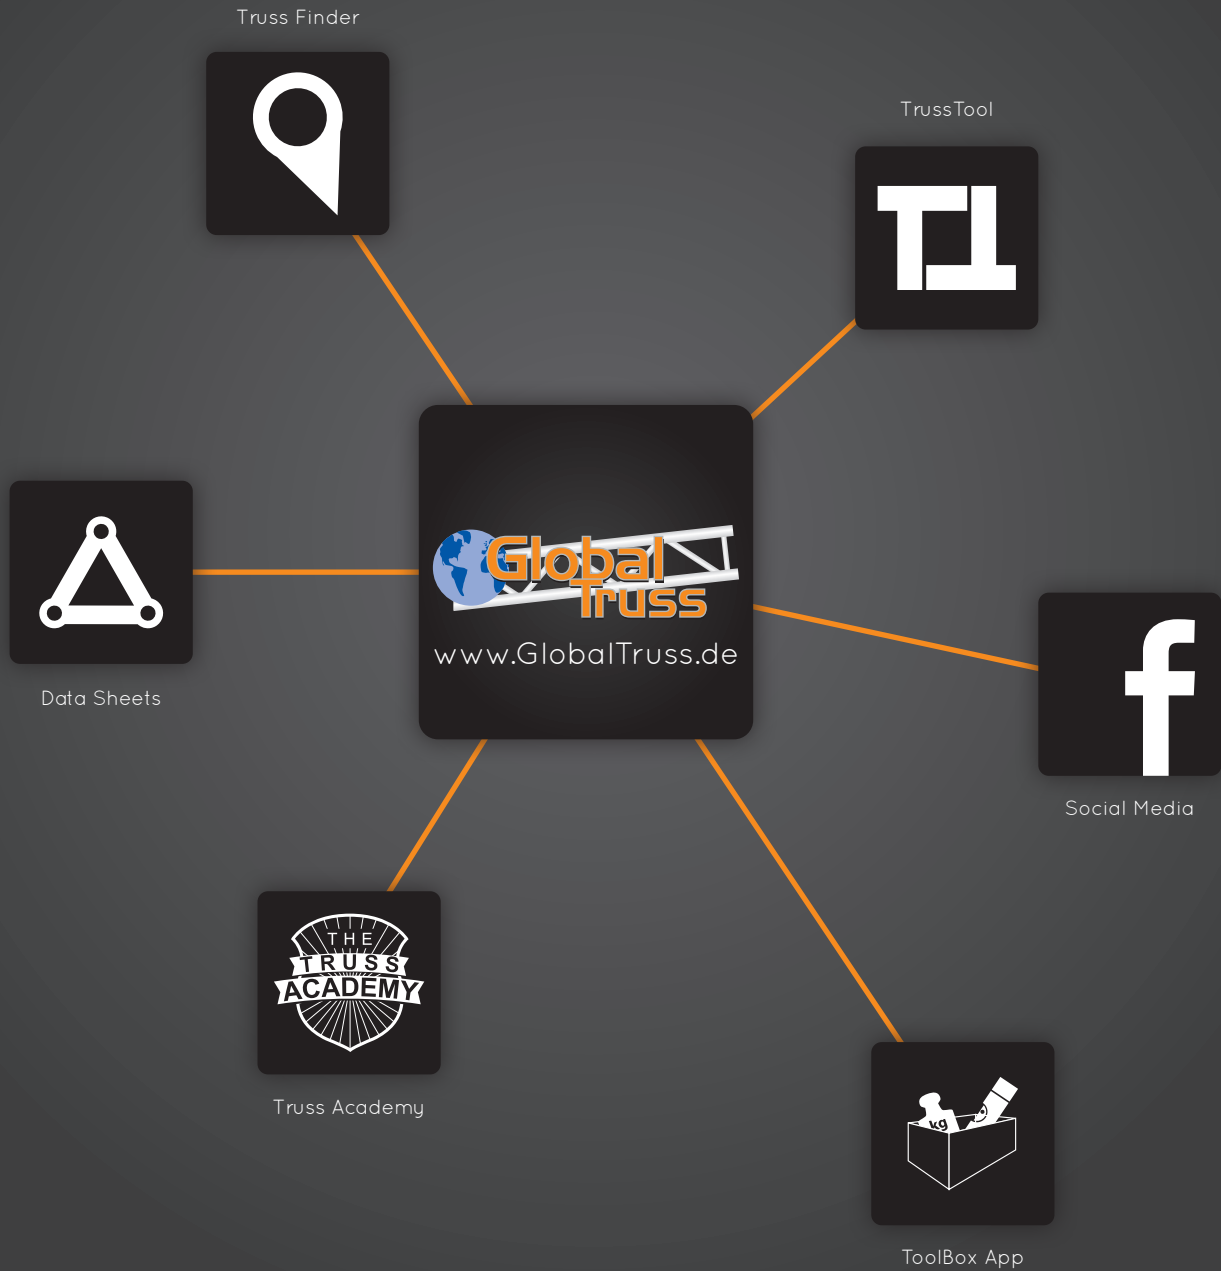 Truss Finder
TrussTool
TT
Global
Truss
www.GlobalTruss.de
Data Sheets
f
Social Media
THE
TRUSS
ACADEMY
Truss Academy
kg
ToolBox App